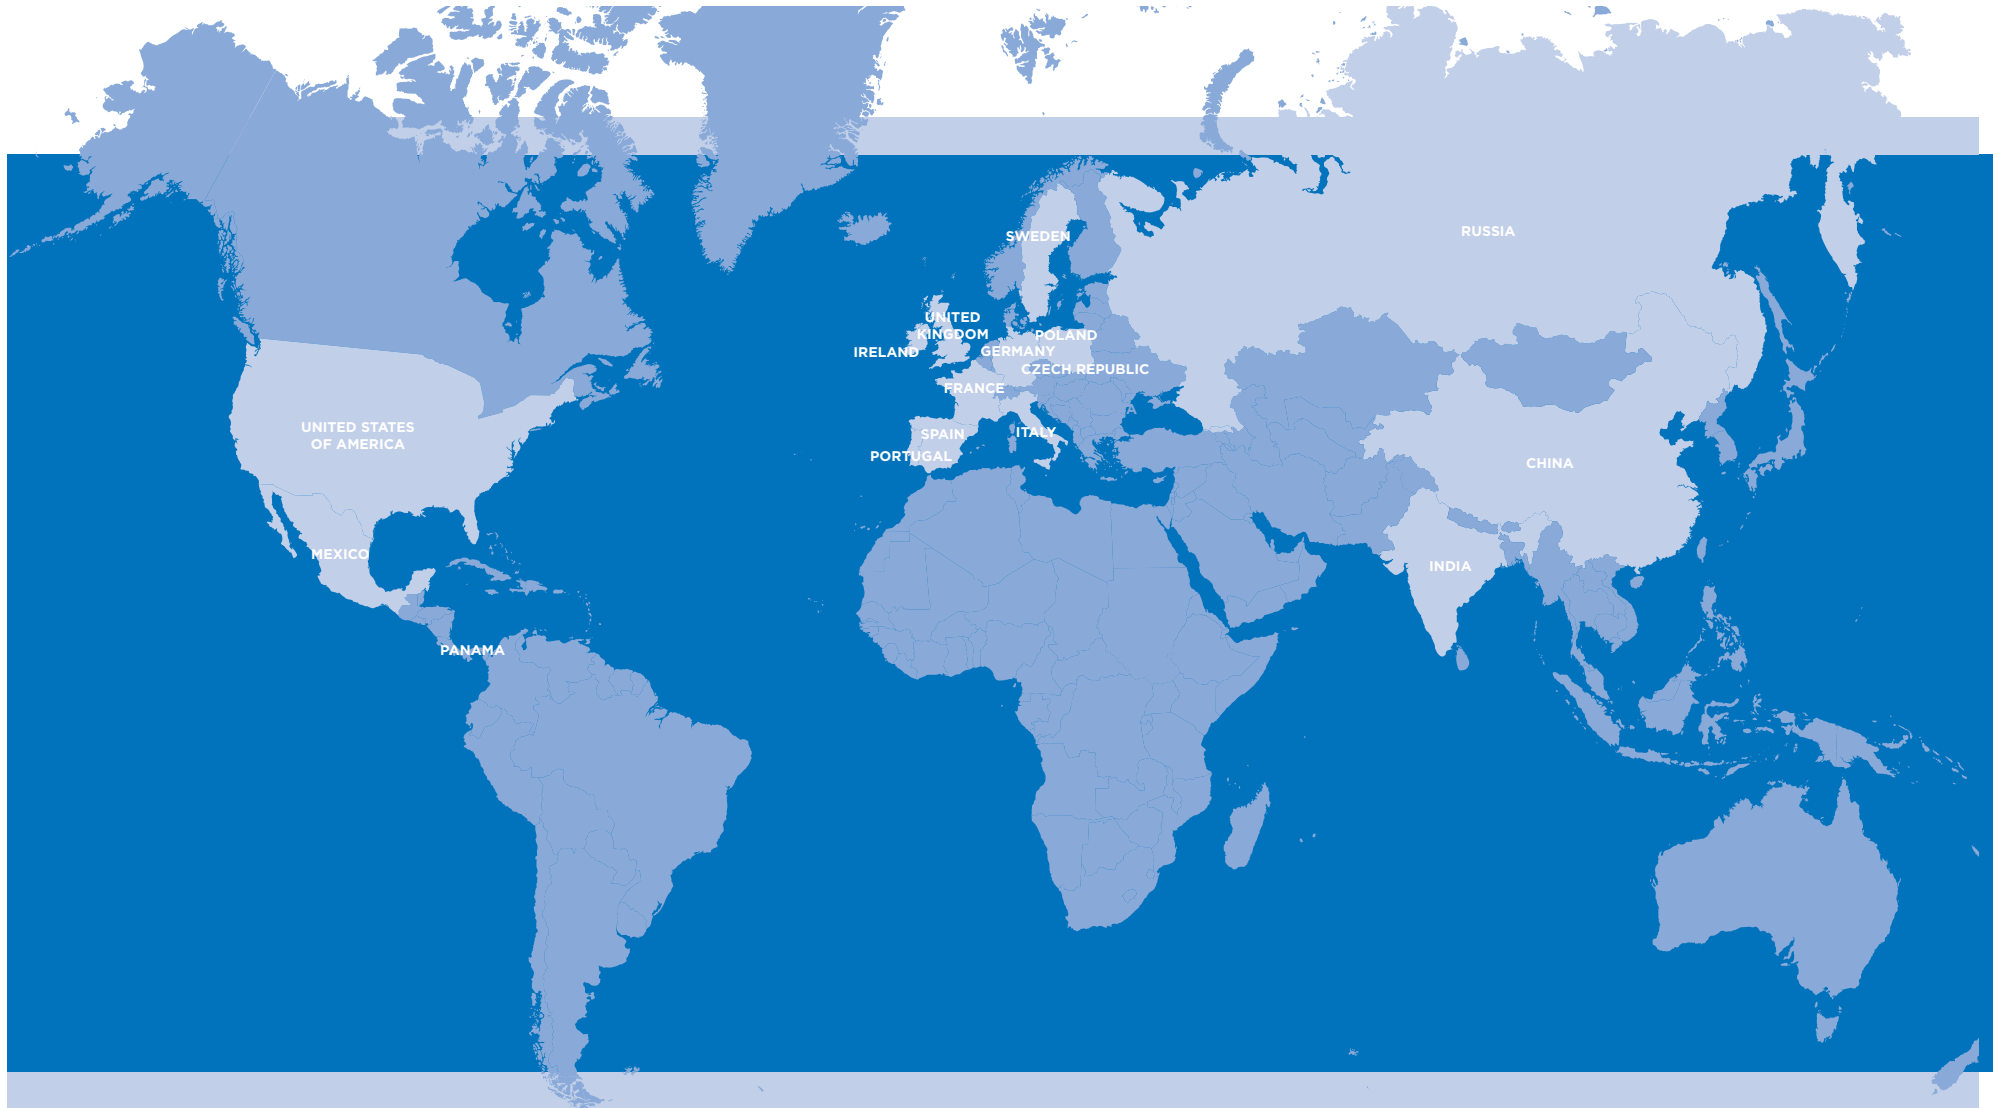 RUSSIA
SWEDEN
UNITED
KINGDOM
POLAND
IRELAND
GERMANY
CZECH REPUBLIC
FRANCE
UNITED STATES
OF AMERICA
SPAIN
ITALY
PORTUGAL
CHINA
MEXICO
INDIA
PANAMA